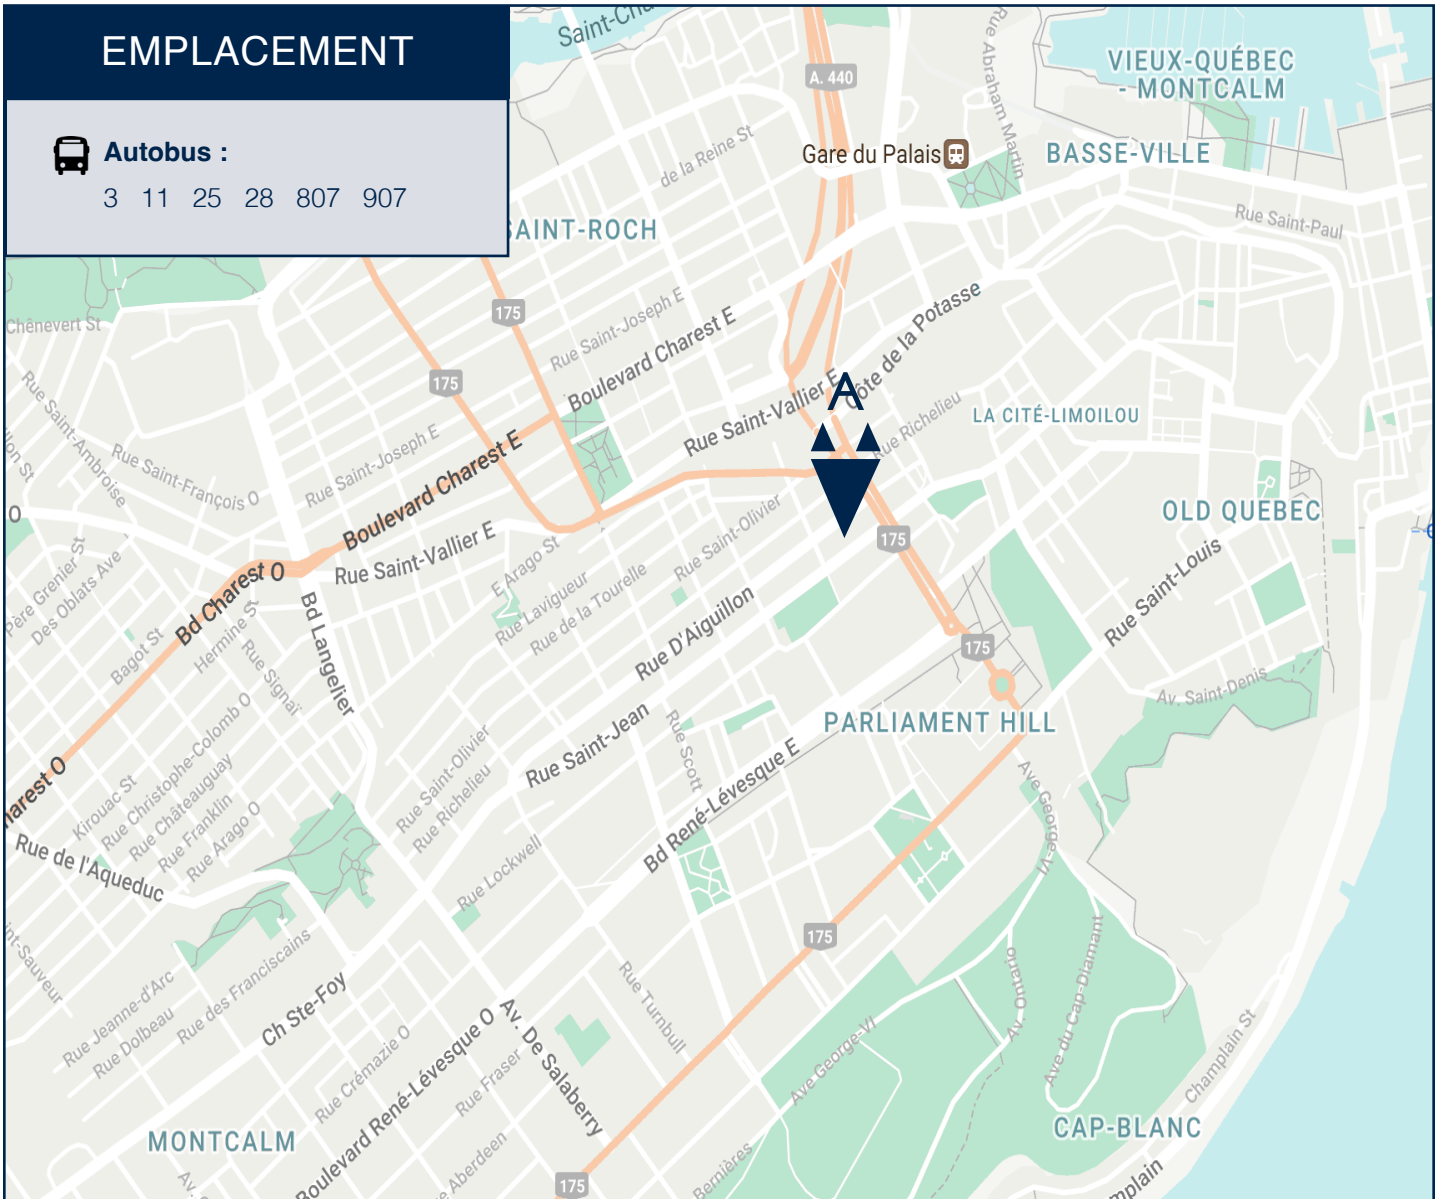 EMPLACEMENT
Autobus :
3 11 25 28 807 907
A. 440
Rue Abraham Martin
VIEUX-QUÉBEC
- MONTCALM
de la Reine St
Gare du Palais
BASSE-VILLE
SAINT-ROCH
Rue Saint-Paul
Chênevert St
175
Rue Saint-Joseph E
Boulevard Charest E
Côte de la Potasse
175
Rue Saint-Vallier E
A
Rue Richelieu
LA CITÉ-LIMOILOU
Rue Saint-Ambroise
Rue Saint-François O
Rue Saint-Joseph E
Boulevard Charest E
O
OLD QUEBEC
Rue Saint-Vallier E
E Arago St
Rue Saint-Olivier
175
Rue Saint-Louis
Père Grenier St
Des Oblats Ave
Bd Charest O
Bd Langelier
Rue Lavigueur
Rue de la Tourelle
Rue D'Aiguillon
Bagot St
Hermine St
Rue Signaï
175
Av. Saint-Denis
PARLIAMENT HILL
Rue Saint-Jean
Rue Scott
Bd René-Lévesque E
Ave George-VI
Rue Saint-Olivier
Rue Richelieu
Kirouac St
Rue Christophe-Colomb O
Rue Châteauguay
Rue Franklin
Rue Arago O
Rue de l'Aqueduc
Rue Lockwell
175
Rue Jeanne-d'Arc
Rue Dolbeau
Rue des Franciscains
Ch Ste-Foy
Rue Turnbull
Av. Ontario
Ave du Cap-Diamant
Rue Crémazie O
Boulevard René-Lévesque O
Rue Fraser
Av. De Salaberry
Ave George-VI
Champlain St
MONTCALM
CAP-BLANC
Aberdeen
Bernières
175